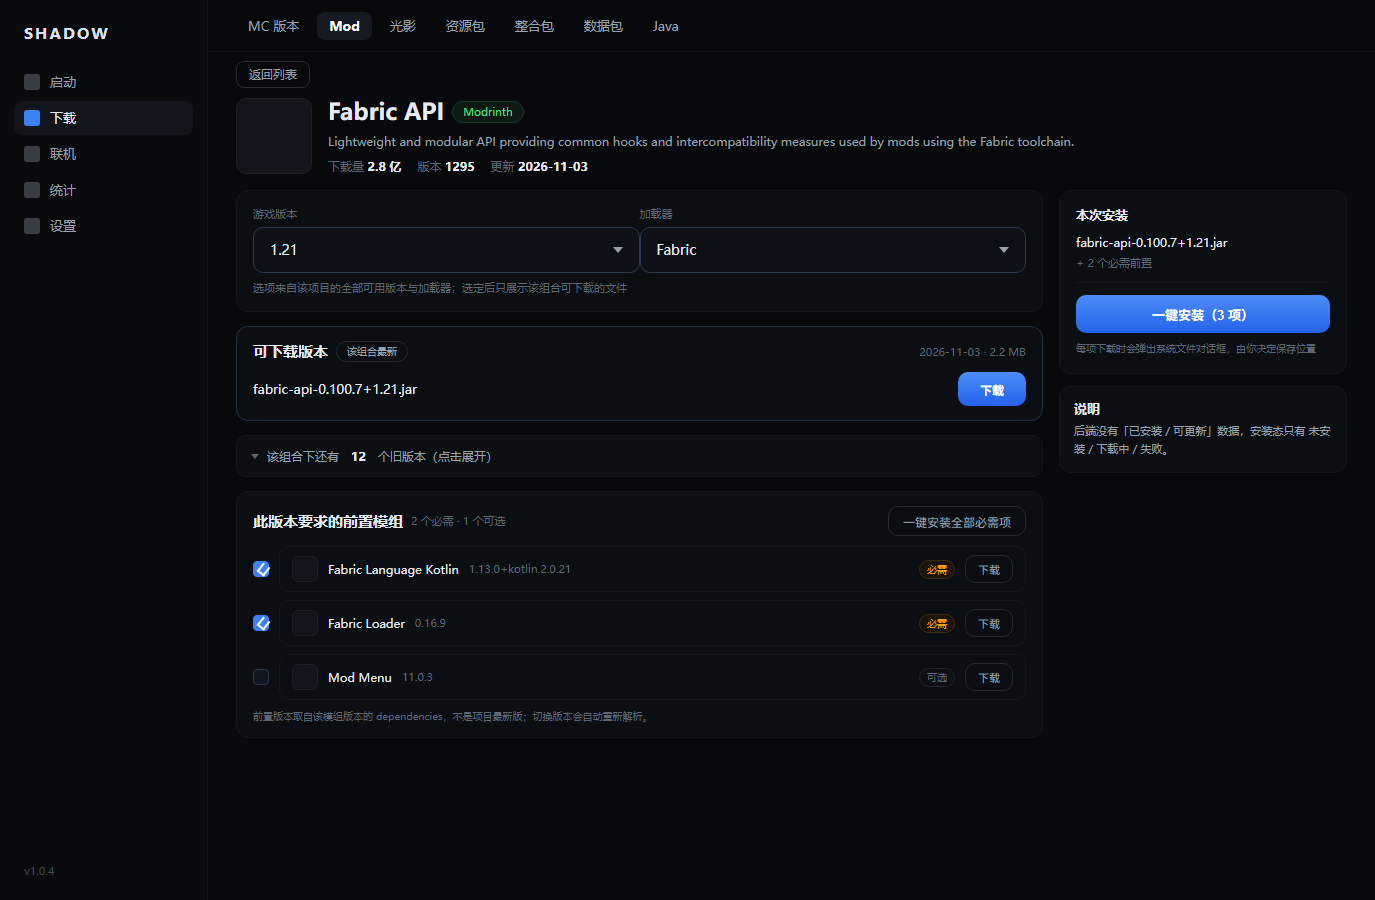 SHADOW
启动
下载
联机
统计
设置
v1.0.4
MC 版本
Mod
光影
资源包
整合包
数据包
Java
返回列表
Fabric API
Modrinth
Lightweight and modular API providing common hooks and intercompatibility measures used by mods using the Fabric toolchain.
下载量 2.8 亿 版本 1295 更新 2026-11-03
游戏版本
1.21
加载器
Fabric
选项来自该项目的全部可用版本与加载器；选定后只展示该组合可下载的文件
可下载版本
该组合最新
2026-11-03 · 2.2 MB
fabric-api-0.100.7+1.21.jar
下载
该组合下还有 12 个旧版本（点击展开）
此版本要求的前置模组
2 个必需 · 1 个可选
一键安装全部必需项
Fabric Language Kotlin 1.13.0+kotlin.2.0.21
必需
下载
Fabric Loader 0.16.9
必需
下载
Mod Menu 11.0.3
可选
下载
前置版本取自该模组版本的 dependencies，不是项目最新版；切换版本会自动重新解析。
本次安装
fabric-api-0.100.7+1.21.jar
+ 2 个必需前置
一键安装（3 项）
每项下载时会弹出系统文件对话框，由你决定保存位置
说明
后端没有「已安装 / 可更新」数据，安装态只有 未安
装 / 下载中 / 失败。